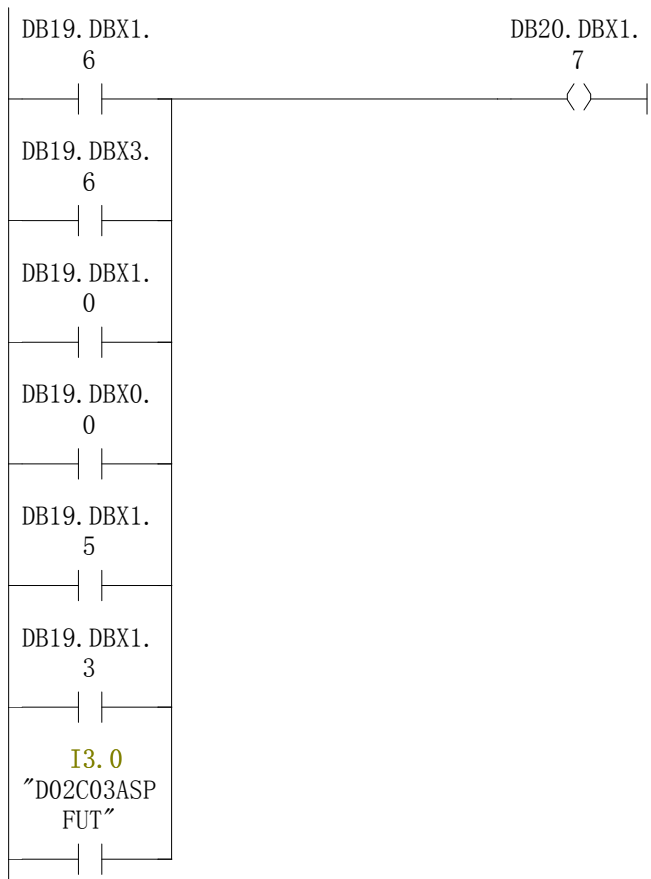 DB19.DBX1.
6
DB20.DBX1.
7
DB19.DBX3.
6
DB19.DBX1.
0
DB19.DBX0.
0
DB19.DBX1.
5
DB19.DBX1.
3
I3.0
"D02C03ASP
FUT"